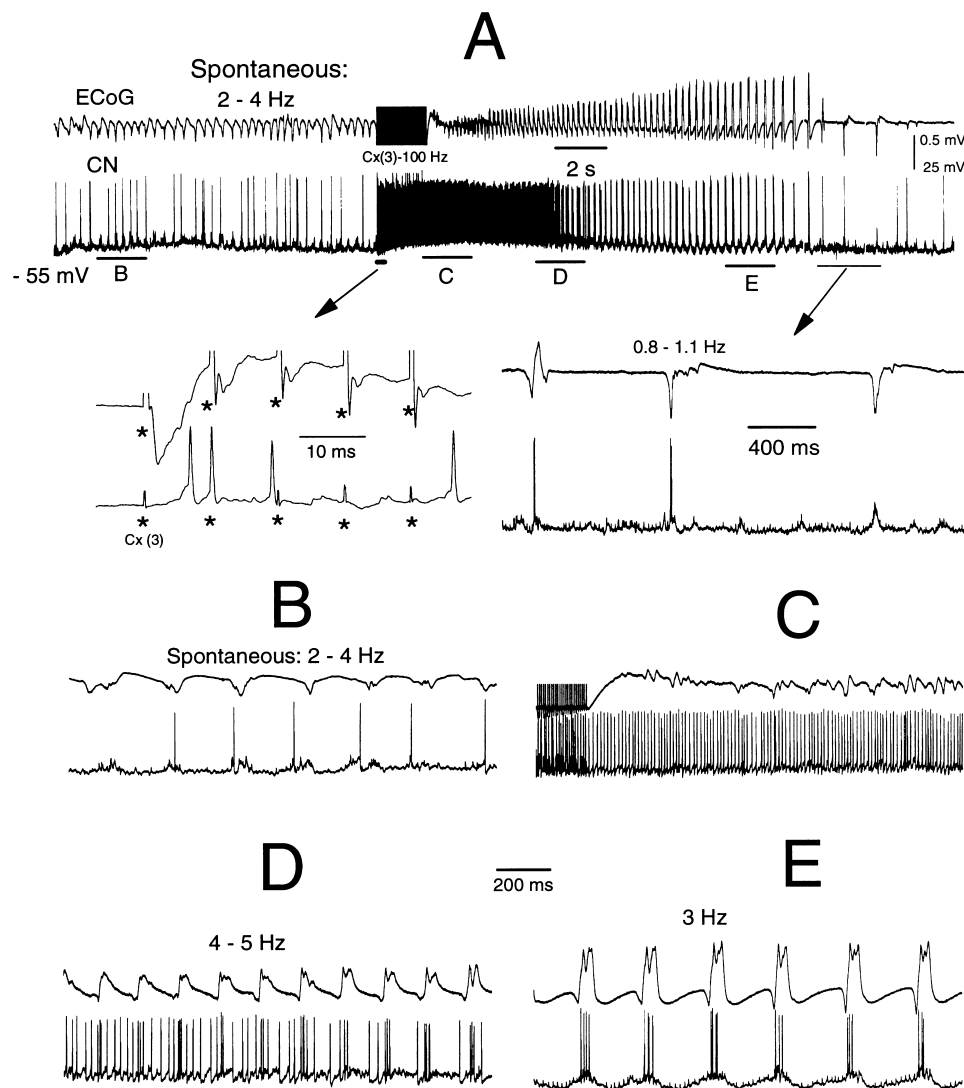 A
Spontaneous:
ECoG
2 - 4 Hz
Cx(3)-100 Hz
2 s
0.5 mV
25 mV
CN
- 55 mV
B
C
D
E
0.8 - 1.1 Hz
*
*
*
*
*
10 ms
400 ms
*
*
*
*
*
Cx (3)
B
C
Spontaneous: 2 - 4 Hz
D
E
200 ms
4 - 5 Hz
3 Hz